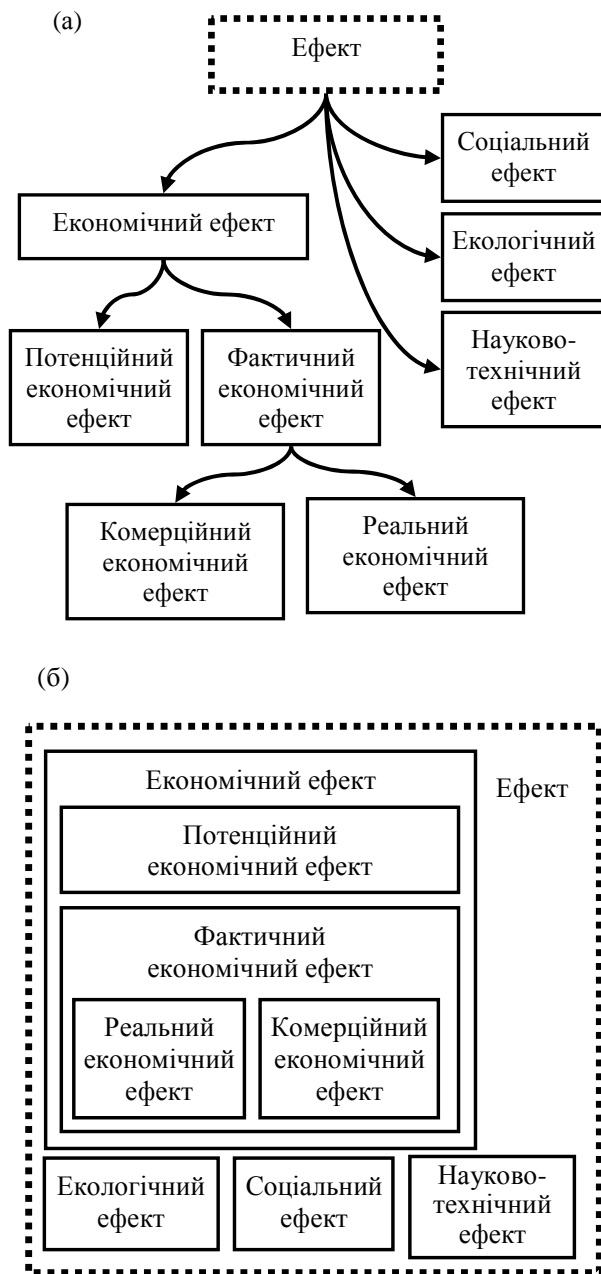 (а)
Ефект
Соціальний
ефект
Економічний ефект
Екологічний
ефект
Потенційний
економічний
ефект
Фактичний
економічний
ефект
Науково-
технічний
ефект
Комерційний
економічний
ефект
Реальний
економічний
ефект
(б)
Економічний ефект
Ефект
Потенційний
економічний ефект
Фактичний
економічний ефект
Реальний
економічний
ефект
Комерційний
економічний
ефект
Екологічний
ефект
Соціальний
ефект
Науково-
технічний
ефект